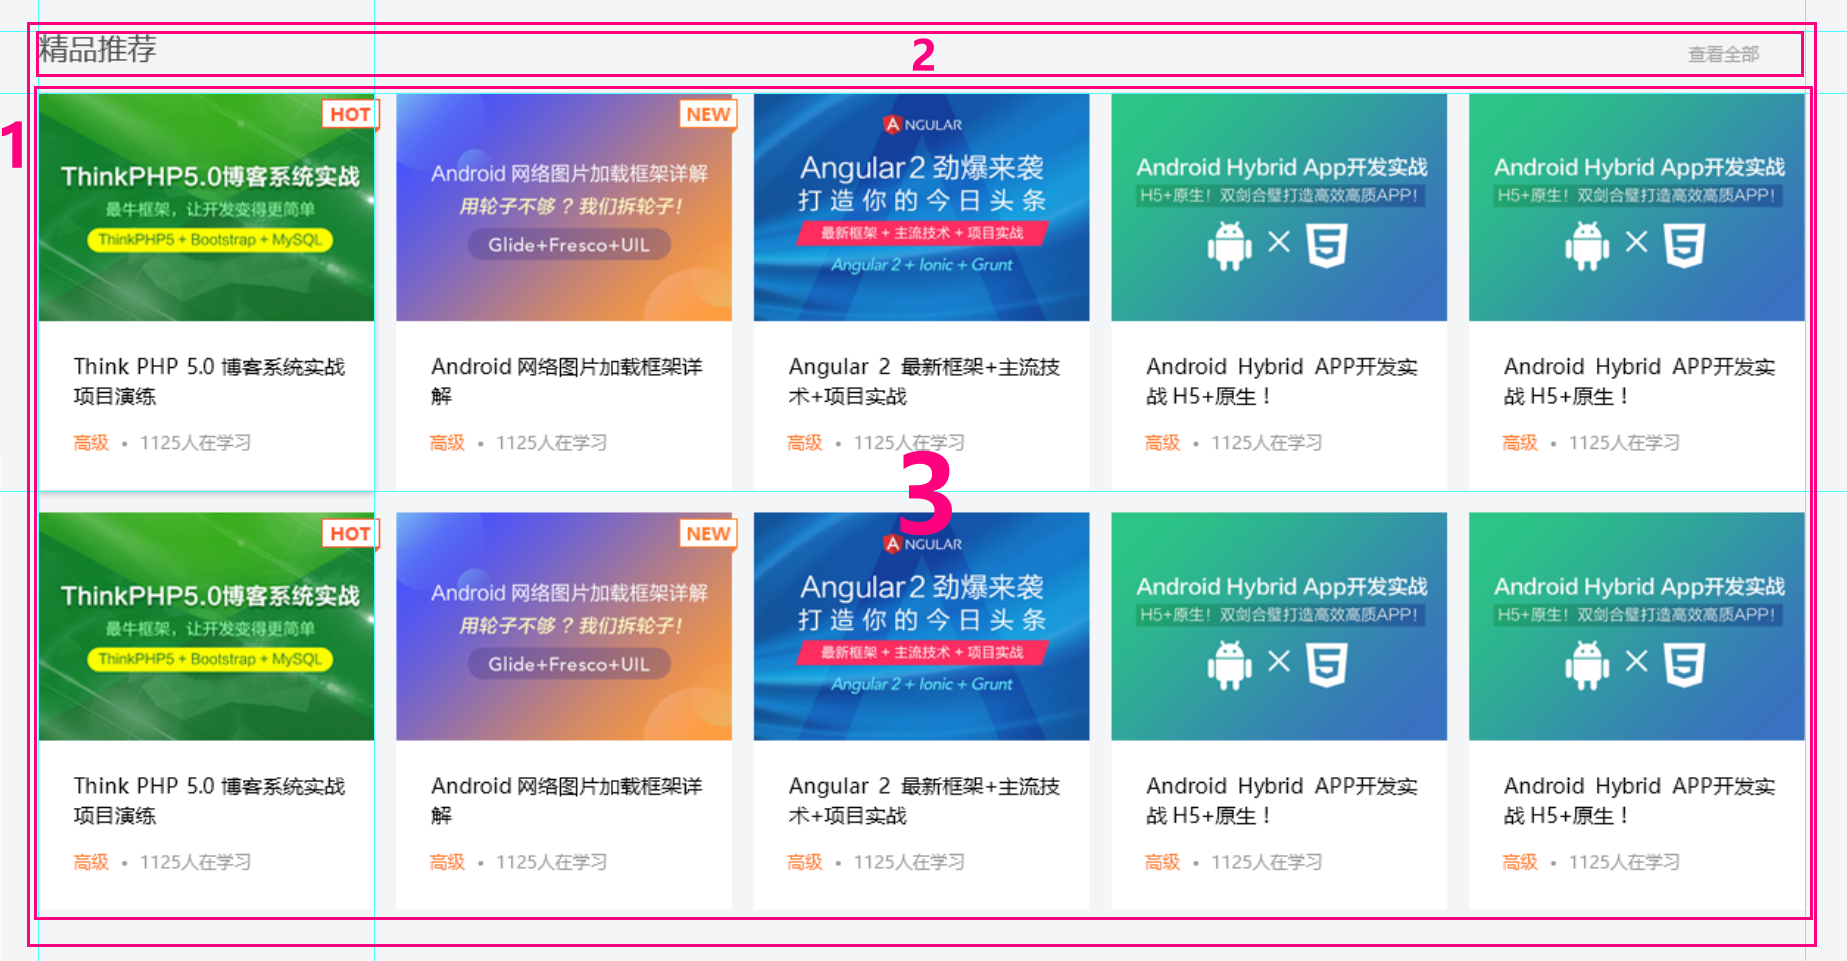 精品推荐
2
查看全部
1
HOT
ThinkPHP5.0博客系统实战
最牛框架，让开发变得更简单
ThinkPHP5 + Bootstrap + MySQL
Think PHP 5.0 博客系统实战
项目演练
高级 • 1125人在学习
NEW
Android 网络图片加载框架详解
用轮子不够？我们拆轮子！
Glide+Fresco+UIL
Android 网络图片加载框架详
解
高级 • 1125人在学习
ANGULAR
Angular 2 劲爆来袭
打造你的今日头条
最新框架 + 主流技术 + 项目实战
Angular 2 + Ionic + Grunt
Angular 2 最新框架+主流技
术+项目实战
高级 • 1125人在学习
Android Hybrid App开发实战
H5+原生！双剑合璧打造高效高质APP！
5
Android Hybrid APP开发实
战 H5+原生！
高级 • 1125人在学习
Android Hybrid App开发实战
H5+原生！双剑合璧打造高效高质APP！
5
Android Hybrid APP开发实
战 H5+原生！
高级 • 1125人在学习
3
HOT
ThinkPHP5.0博客系统实战
最牛框架，让开发变得更简单
ThinkPHP5 + Bootstrap + MySQL
Think PHP 5.0 博客系统实战
项目演练
高级 • 1125人在学习
NEW
Android 网络图片加载框架详解
用轮子不够？我们拆轮子！
Glide+Fresco+UIL
Android 网络图片加载框架详
解
高级 • 1125人在学习
ANGULAR
Angular 2 劲爆来袭
打造你的今日头条
最新框架 + 主流技术 + 项目实战
Angular 2 + Ionic + Grunt
Angular 2 最新框架+主流技
术+项目实战
高级 • 1125人在学习
Android Hybrid App开发实战
H5+原生！双剑合璧打造高效高质APP！
5
Android Hybrid APP开发实
战 H5+原生！
高级 • 1125人在学习
Android Hybrid App开发实战
H5+原生！双剑合璧打造高效高质APP！
5
Android Hybrid APP开发实
战 H5+原生！
高级 • 1125人在学习